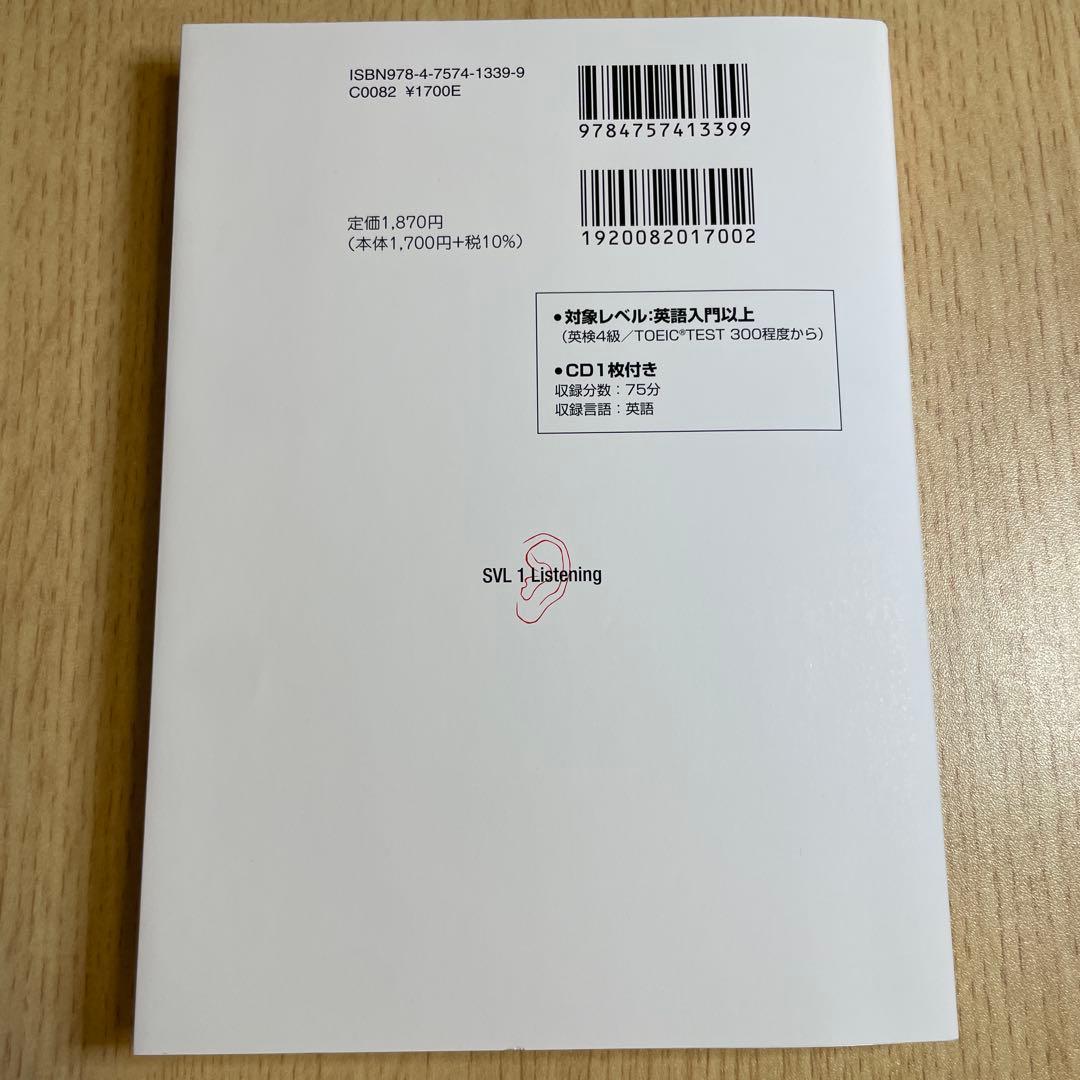 ISBN978-4-7574-1339-9
C0082 ¥1700E
9784757413399
定価1,870円
（本体1,700円+税10%）
1920082017002
●対象レベル：英語入門以上
（英検4級／TOEIC®TEST 300程度から）
●CD1枚付き
収録分数：75分
収録言語：英語
SVL 1 Listening